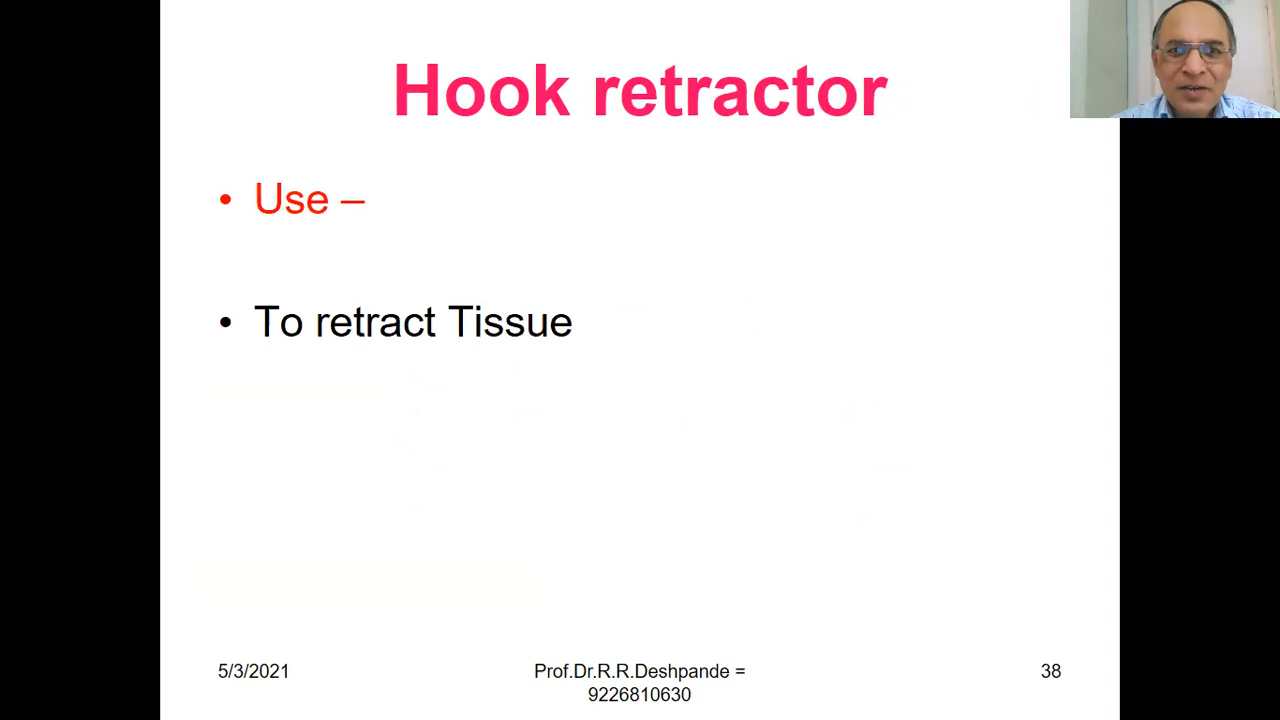 Hook retractor
• Use –
• To retract Tissue
5/3/2021
Prof.Dr.R.R.Deshpande =
9226810630
38